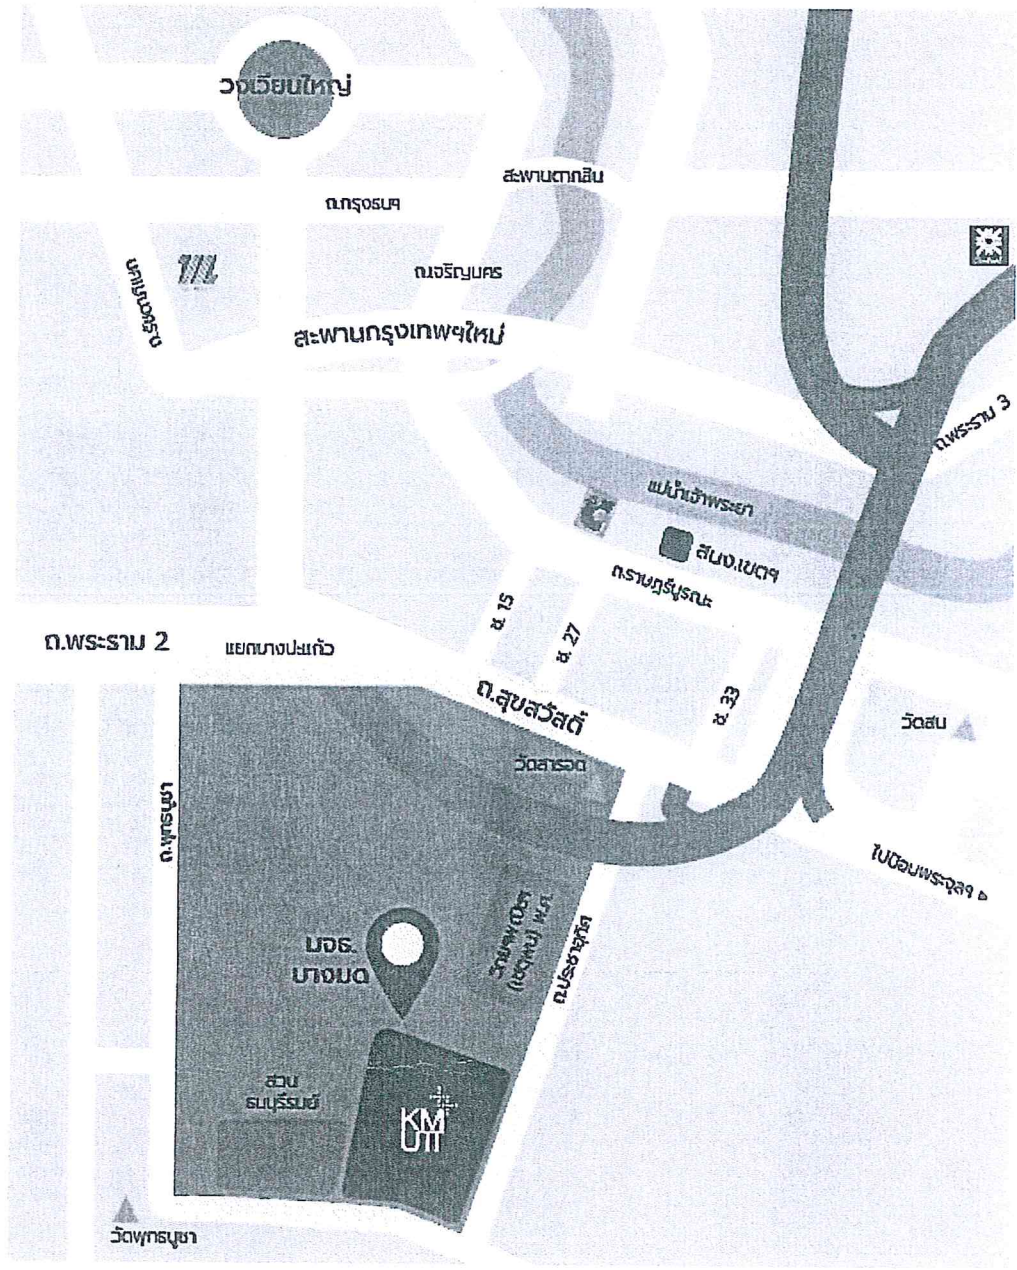 วงเวียนใหญ่
สะพานตากสิน
ถ.กรุงธนฯ
ถ.เจริญนคร
สะพานกรุงเทพฯใหม่
ถ.พระราม 3
แม่น้ำเจ้าพระยา
สนง.เขตฯ
ถ.ราษฎร์บูรณะ
ซ. 15
ซ. 27
ถ.พระราม 2
แยกบางปะแก้ว
ถ.สุขสวัสดิ์
ซ. 33
วัดสน
วัดสารอด
ถ.พุทธบูชา
ไปป้อมพระจุลฯ
มจธ.
บางมด
ถ.ประชาอุทิศ
สวน
ธนบุรีรมย์
KM
UTT
วัดพุทธบูชา